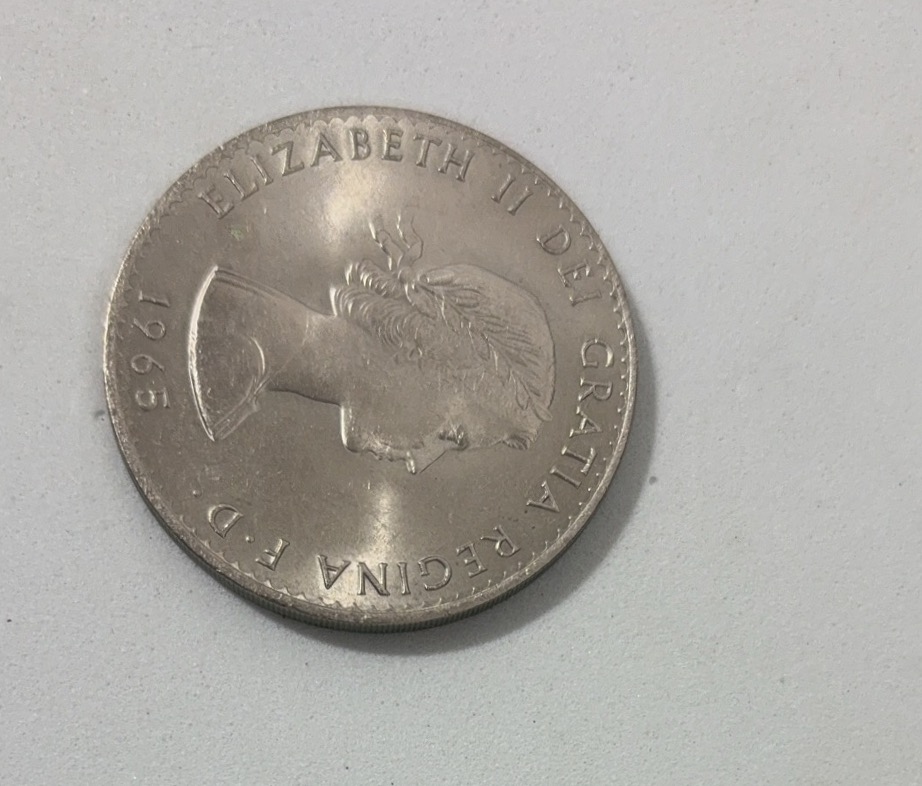 ELIZABETH II DEI GRATIA REGINA F.D.
1965